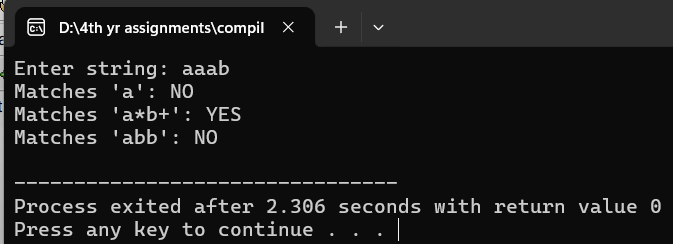 D:\4th yr assignments\compil
Enter string: aaab
Matches 'a': NO
Matches 'a*b+': YES
Matches 'abb': NO
--------------------------------
Process exited after 2.306 seconds with return value 0
Press any key to continue . . .